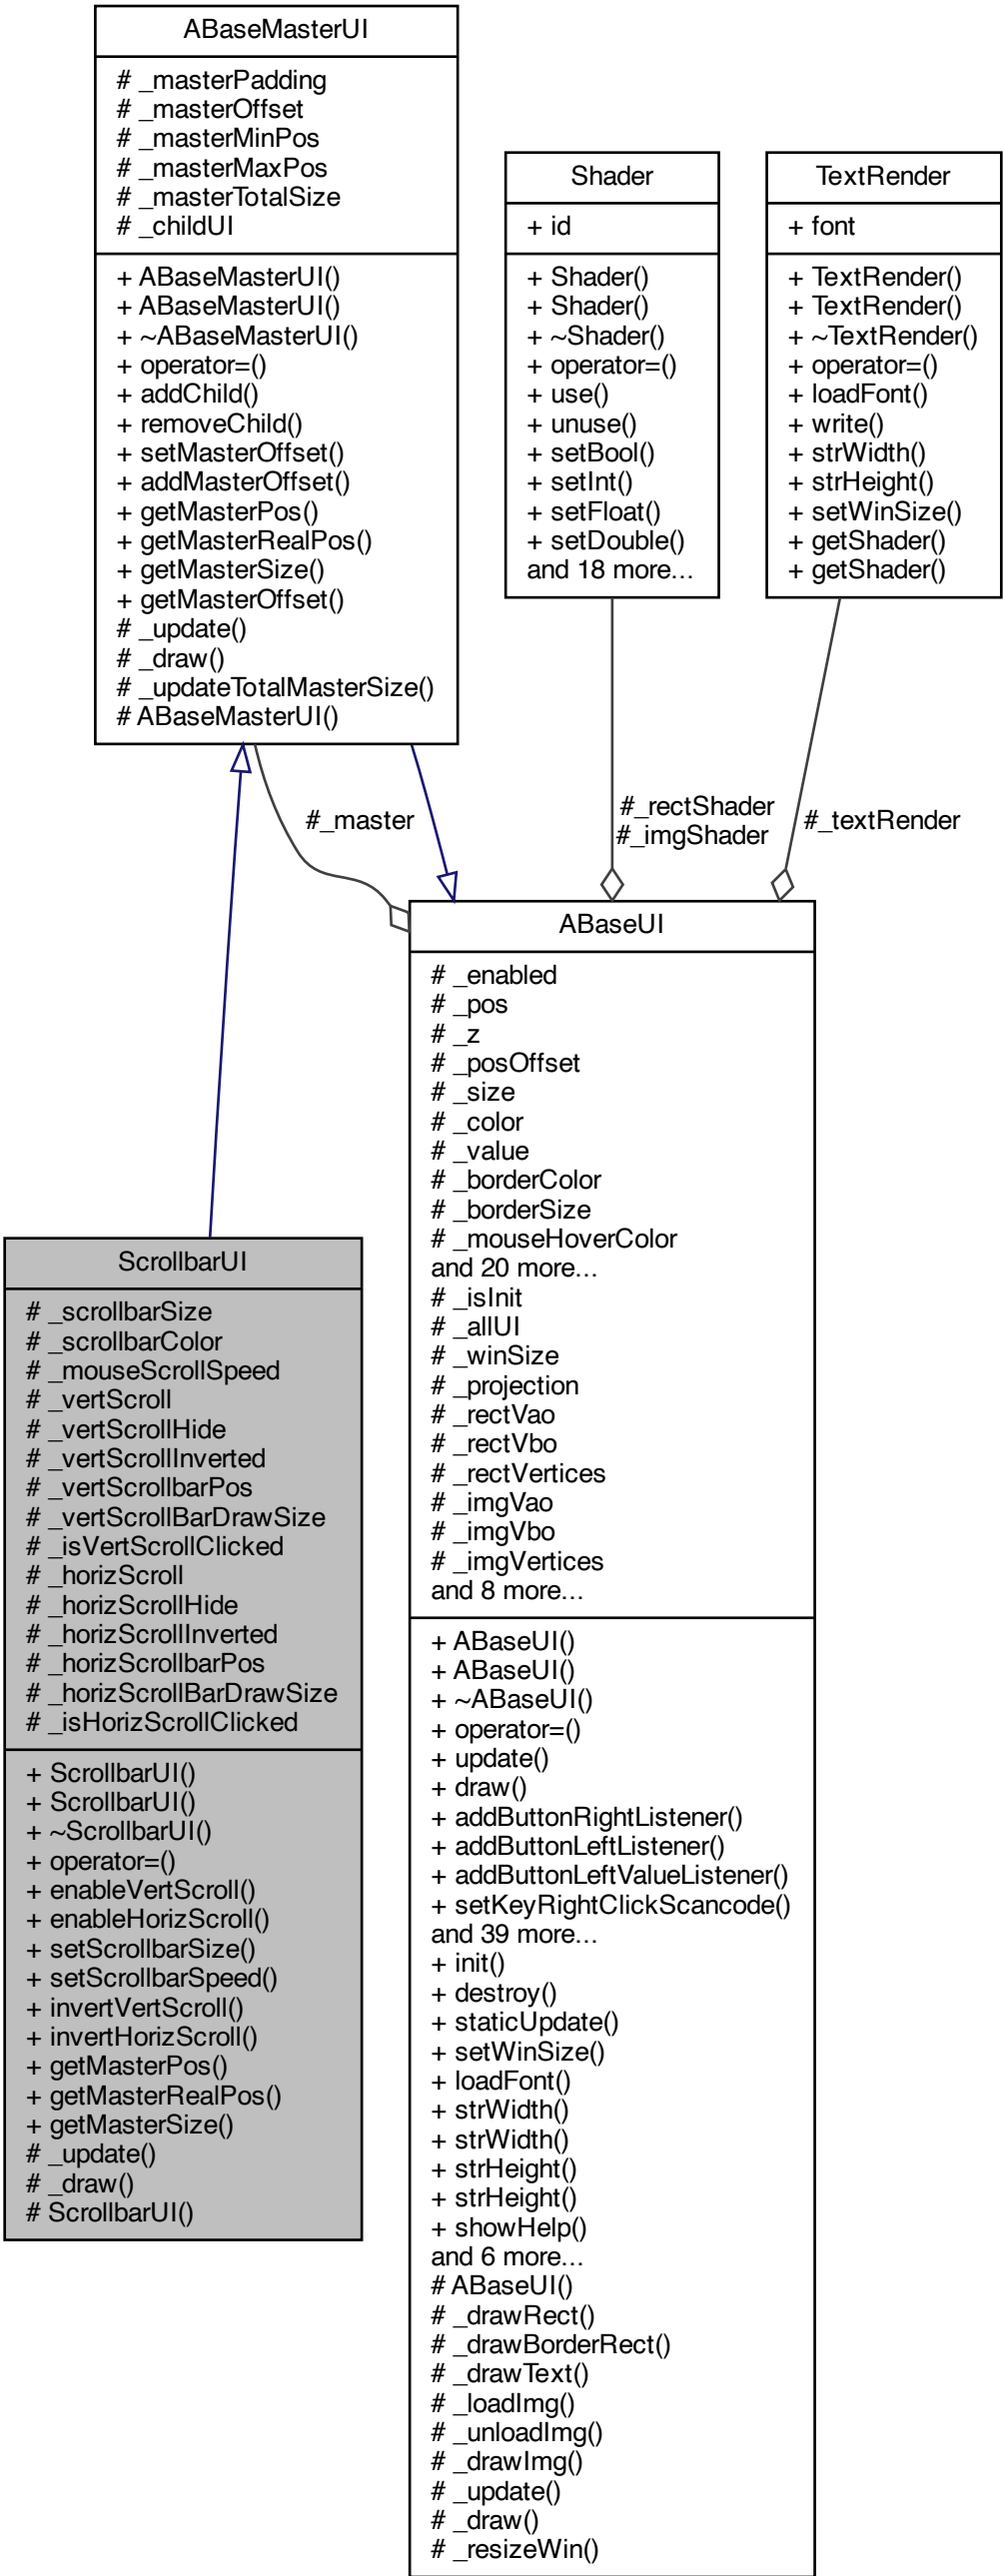 ABaseMasterUI
# _masterPadding
# _masterOffset
# _masterMinPos
# _masterMaxPos
# _masterTotalSize
# _childUI
+ ABaseMasterUI()
+ ABaseMasterUI()
+ ~ABaseMasterUI()
+ operator=()
+ addChild()
+ removeChild()
+ setMasterOffset()
+ addMasterOffset()
+ getMasterPos()
+ getMasterRealPos()
+ getMasterSize()
+ getMasterOffset()
# _update()
# _draw()
# _updateTotalMasterSize()
# ABaseMasterUI()
Shader
+ id
+ Shader()
+ Shader()
+ ~Shader()
+ operator=()
+ use()
+ unuse()
+ setBool()
+ setInt()
+ setFloat()
+ setDouble()
and 18 more...
TextRender
+ font
+ TextRender()
+ TextRender()
+ ~TextRender()
+ operator=()
+ loadFont()
+ write()
+ strWidth()
+ strHeight()
+ setWinSize()
+ getShader()
+ getShader()
#_master
#_rectShader
#_imgShader
#_textRender
ABaseUI
# _enabled
# _pos
# _z
# _posOffset
# _size
# _color
# _value
# _borderColor
# _borderSize
# _mouseHoverColor
and 20 more...
# _isInit
# _allUI
# _winSize
# _projection
# _rectVao
# _rectVbo
# _rectVertices
# _imgVao
# _imgVbo
# _imgVertices
and 8 more...
+ ABaseUI()
+ ABaseUI()
+ ~ABaseUI()
+ operator=()
+ update()
+ draw()
+ addButtonRightListener()
+ addButtonLeftListener()
+ addButtonLeftValueListener()
+ setKeyRightClickScancode()
and 39 more...
+ init()
+ destroy()
+ staticUpdate()
+ setWinSize()
+ loadFont()
+ strWidth()
+ strWidth()
+ strHeight()
+ strHeight()
+ showHelp()
and 6 more...
# ABaseUI()
# _drawRect()
# _drawBorderRect()
# _drawText()
# _loadImg()
# _unloadImg()
# _drawImg()
# _update()
# _draw()
# _resizeWin()
ScrollbarUI
# _scrollbarSize
# _scrollbarColor
# _mouseScrollSpeed
# _vertScroll
# _vertScrollHide
# _vertScrollInverted
# _vertScrollbarPos
# _vertScrollBarDrawSize
# _isVertScrollClicked
# _horizScroll
# _horizScrollHide
# _horizScrollInverted
# _horizScrollbarPos
# _horizScrollBarDrawSize
# _isHorizScrollClicked
+ ScrollbarUI()
+ ScrollbarUI()
+ ~ScrollbarUI()
+ operator=()
+ enableVertScroll()
+ enableHorizScroll()
+ setScrollbarSize()
+ setScrollbarSpeed()
+ invertVertScroll()
+ invertHorizScroll()
+ getMasterPos()
+ getMasterRealPos()
+ getMasterSize()
# _update()
# _draw()
# ScrollbarUI()